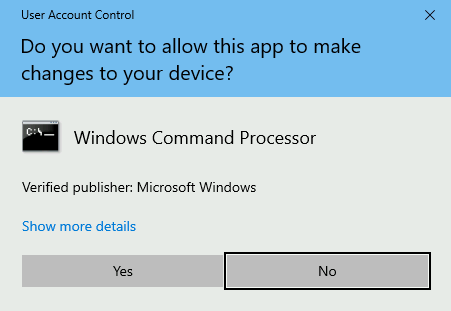 User Account Control
Do you want to allow this app to make
changes to your device?
C:\_
Windows Command Processor
Verified publisher: Microsoft Windows
Show more details
Yes
No